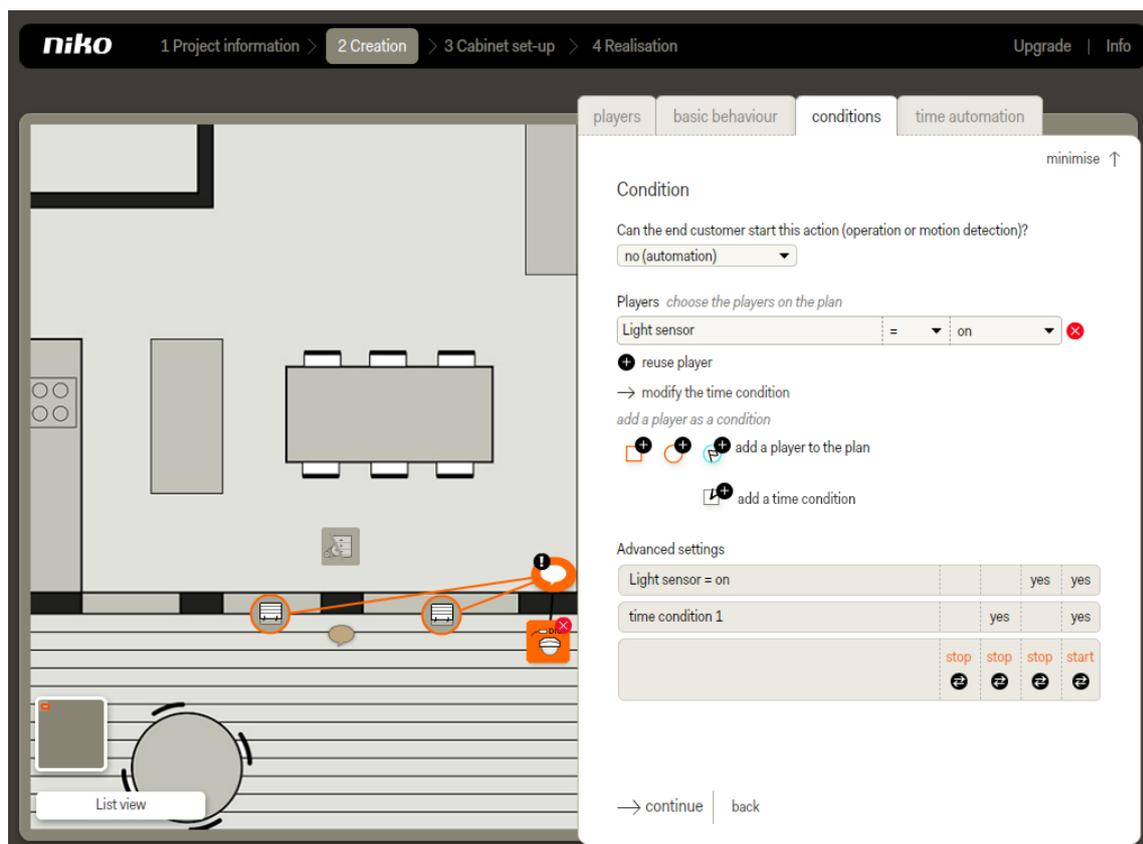 niko
1 Project information
2 Creation
3 Cabinet set-up
4 Realisation
Upgrade | Info
players
basic behaviour
conditions
time automation
minimise ↑
Condition
Can the end customer start this action (operation or motion detection)?
no (automation)
Players choose the players on the plan
Light sensor = on
reuse player
→ modify the time condition
add a player as a condition
add a player to the plan
add a time condition
Advanced settings
Light sensor = on yes yes
time condition 1 yes yes
stop stop stop start
List view
→ continue back